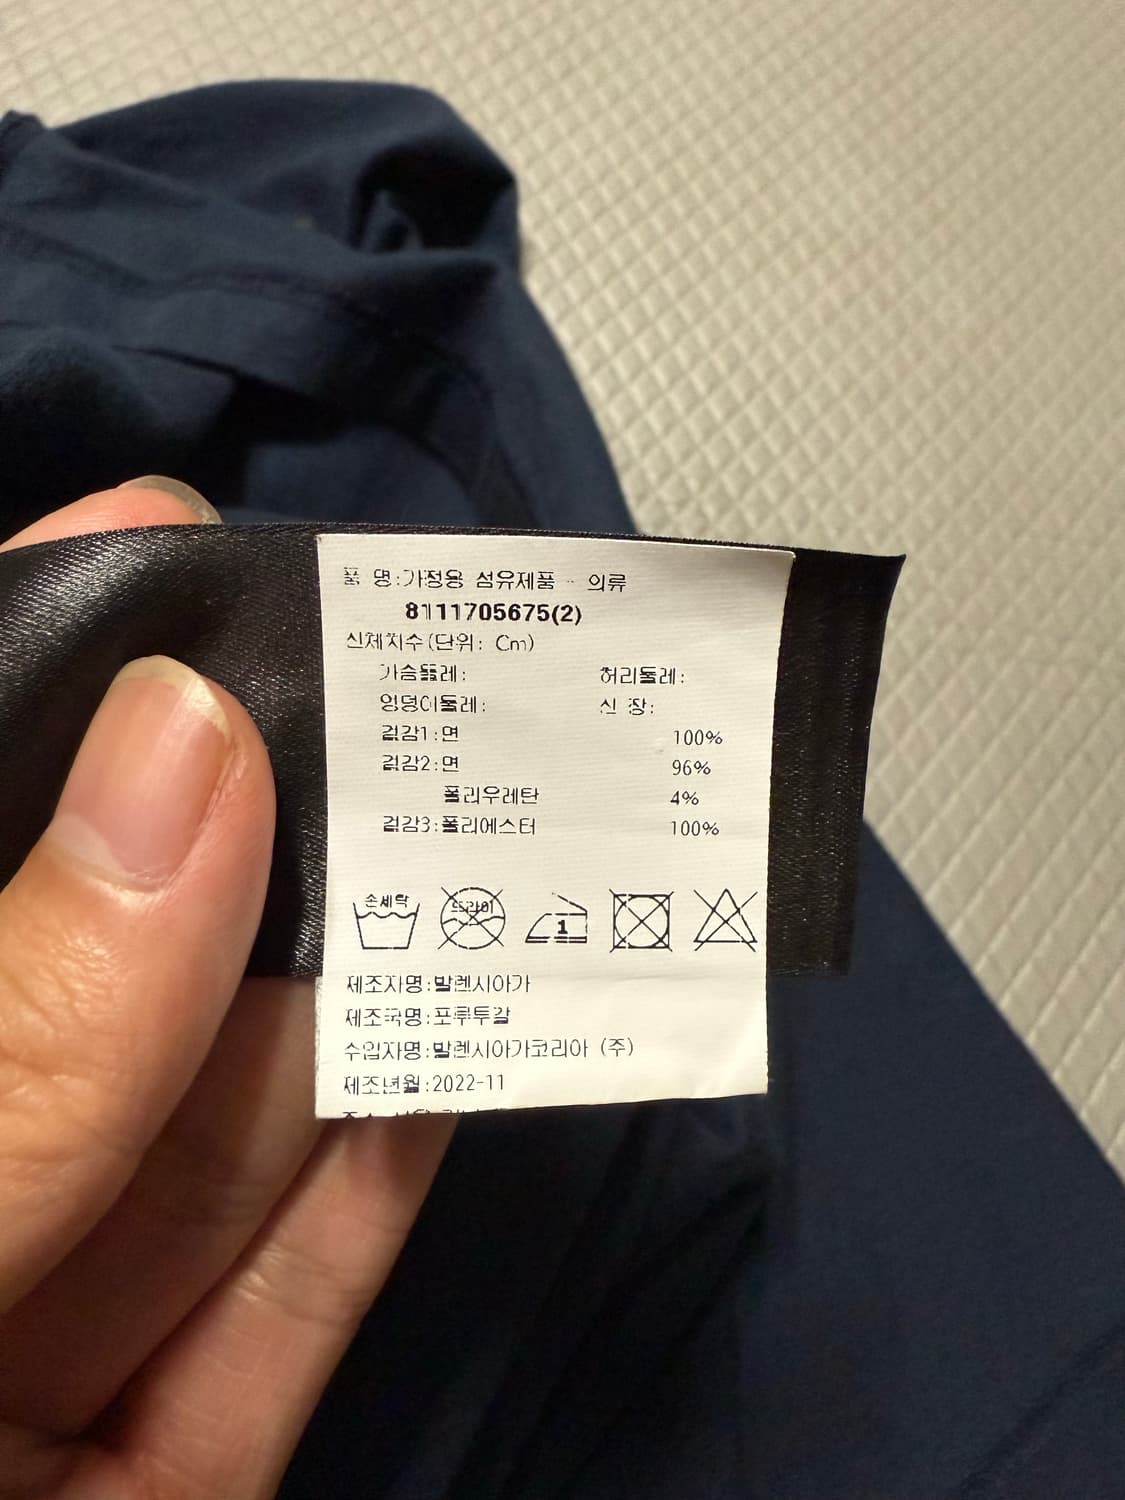 품 명:가정용 섬유제품 - 의류
8111705675(2)
신체치수(단위: Cm)
가슴둘레: 허리둘레:
엉덩이둘레: 신 장:
겉감1:면 100%
겉감2:면 96%
폴리우레탄 4%
겉감3:폴리에스터 100%
손세탁 드라이 1
제조자명:발렌시아가
제조국명:포루투갈
수입자명:발렌시아가코리아 (주)
제조년월:2022-11